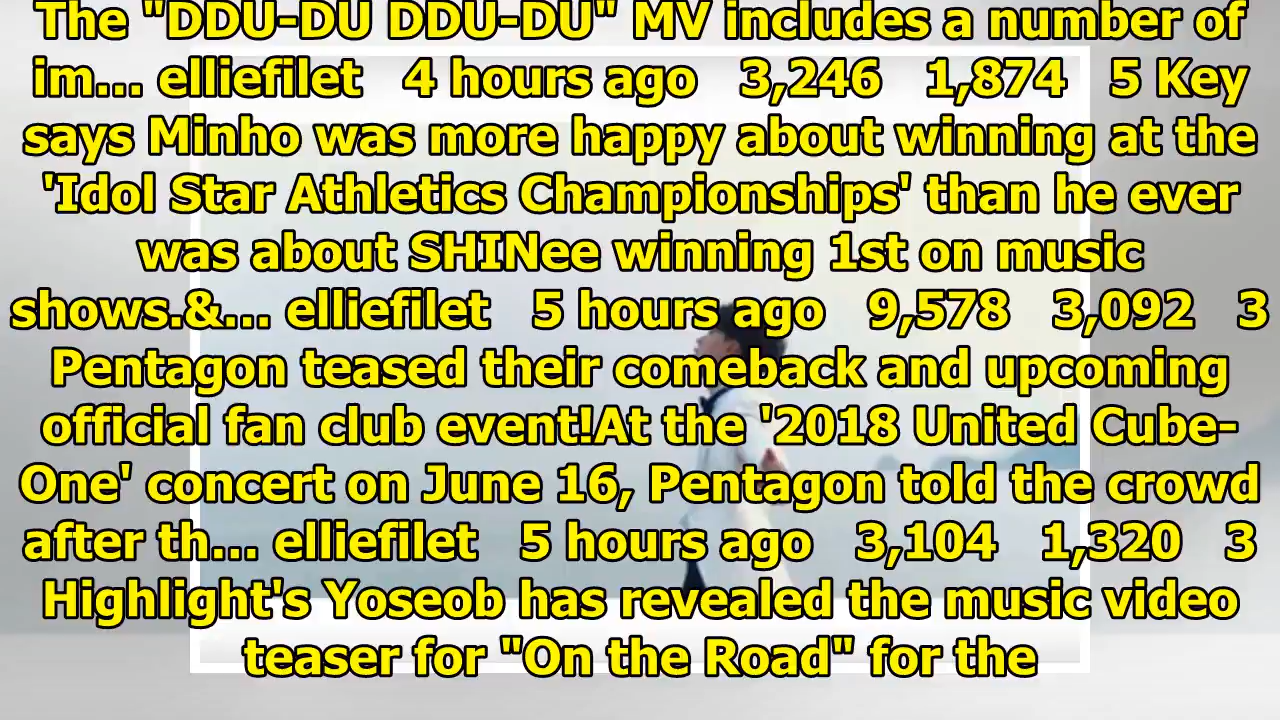 The "DDU-DU DDU-DU" MV includes a number of
im... elliefilet 4 hours ago 3,246 1,874 5 Key
says Minho was more happy about winning at the
'Idol Star Athletics Championships' than he ever
was about SHINee winning 1st on music
shows.&... elliefilet 5 hours ago 9,578 3,092 3
Pentagon teased their comeback and upcoming
official fan club event!At the '2018 United Cube-
One' concert on June 16, Pentagon told the crowd
after th... elliefilet 5 hours ago 3,104 1,320 3
Highlight's Yoseob has revealed the music video
teaser for "On the Road" for the